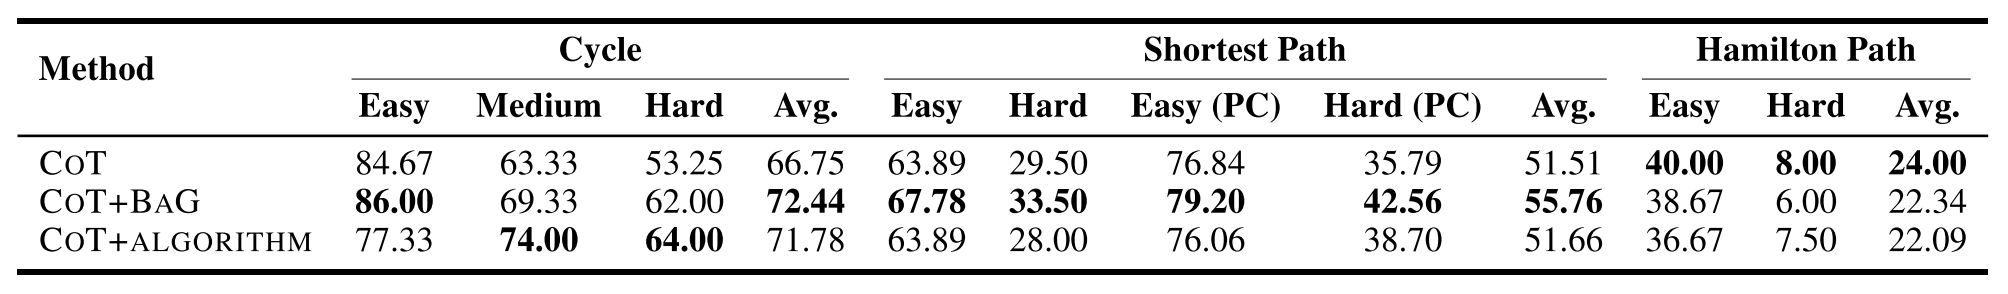 Method Cycle Shortest Path Hamilton Path
Easy Medium Hard Avg. Easy Hard Easy (PC) Hard (PC) Avg. Easy Hard Avg.
COT 84.67 63.33 53.25 66.75 63.89 29.50 76.84 35.79 51.51 40.00 8.00 24.00
COT+BAG 86.00 69.33 62.00 72.44 67.78 33.50 79.20 42.56 55.76 38.67 6.00 22.34
COT+ALGORITHM 77.33 74.00 64.00 71.78 63.89 28.00 76.06 38.70 51.66 36.67 7.50 22.09